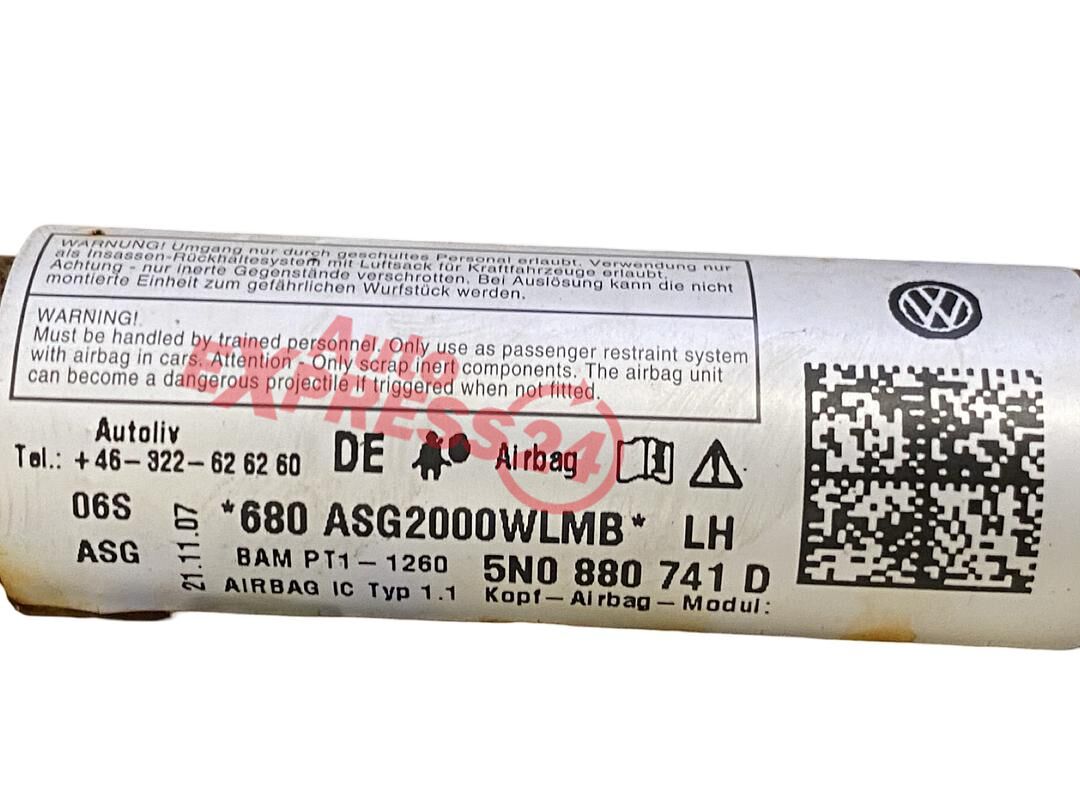 WARNUNG! Umgang nur durch geschultes Personal erlaubt. Verwendung nur
als Insassen-Rückhaltesystem mit Luftsack für Kraftfahrzeuge erlaubt.
Achtung - nur inerte Gegenstände verschrotten. Bei Auslösung kann die nicht
montierte Einheit zum gefährlichen Wurfstück werden.
WARNING!
Must be handled by trained personnel. Only use as passenger restraint system
with airbag in cars. Attention - Only scrap inert components. The airbag unit
can become a dangerous projectile if triggered when not fitted.
Auto
EXPRESS24
Autoliv
Tel.: +46-322-62 62 60
DE
Airbag
06S
ASG
21.11.07
*680 ASG2000WLMB* LH
BAM PT1-1260
5N0 880 741 D
AIRBAG IC Typ 1.1
Kopf-Airbag-Modul: